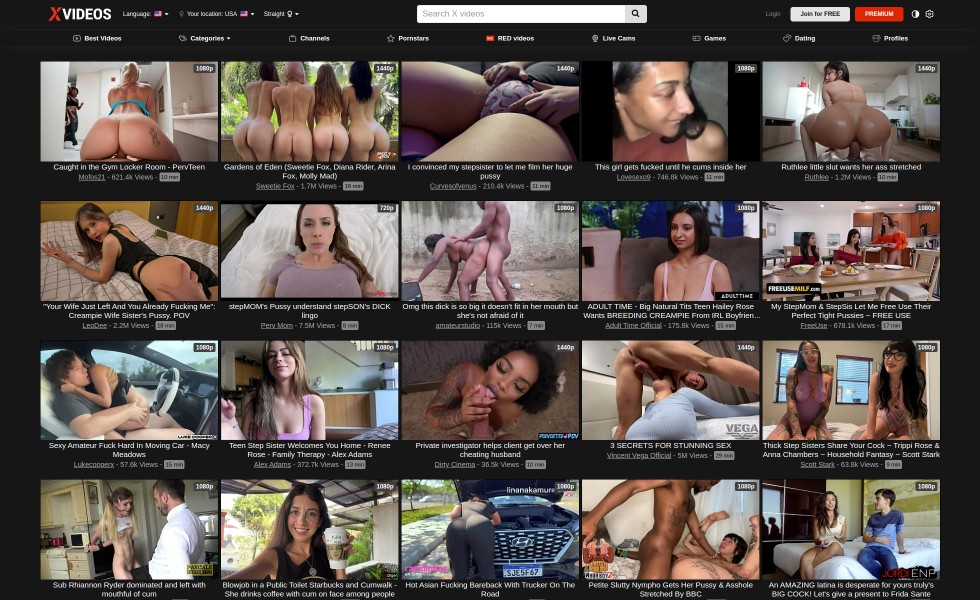 XVIDEOS
Language:
Your location: USA
Straight
Search X videos
Login
Join for FREE
PREMIUM
Best Videos
Categories
Channels
Pornstars
RED videos
Live Cams
Games
Dating
Profiles
1080p
Caught in the Gym Locker Room - PervTeen
Mofos21 - 621.4k Views - 10 min
1440p
Gardens of Eden (Sweetie Fox, Diana Rider, Arina
Fox, Molly Mad)
Sweetie Fox - 1.7M Views - 18 min
1440p
I convinced my stepsister to let me film her huge
pussy
Curvesofvenus - 210.4k Views - 11 min
1080p
This girl gets fucked until he cums inside her
Lovesexo9 - 746.8k Views - 11 min
1440p
Ruthlee little slut wants her ass stretched
Ruthlee - 1.2M Views - 10 min
1440p
"Your Wife Just Left And You Already Fucking Me":
Creampie Wife Sister's Pussy. POV
LeoDee - 2.2M Views - 18 min
720p
stepMOM's Pussy understand stepSON's DICK
lingo
Perv Mom - 7.5M Views - 8 min
1080p
Omg this dick is so big it doesn't fit in her mouth but
she's not afraid of it
amateurstudio - 115k Views - 7 min
1080p
ADULT TIME
ADULT TIME - Big Natural Tits Teen Hailey Rose
Wants BREEDING CREAMPIE From IRL Boyfrien...
Adult Time Official - 175.8k Views - 15 min
1080p
FREEUSEMILF.COM
My StepMom & StepSis Let Me Free Use Their
Perfect Tight Pussies – FREE USE
FreeUse - 678.1k Views - 17 min
1080p
Sexy Amateur Fuck Hard In Moving Car - Macy
Meadows
Lukecooperx - 57.6k Views - 15 min
1080p
Teen Step Sister Welcomes You Home - Renee
Rose - Family Therapy - Alex Adams
Alex Adams - 372.7k Views - 13 min
1440p
Private investigator helps client get over her
cheating husband
Dirty Cinema - 36.5k Views - 10 min
1440p
VEGA
3 SECRETS FOR STUNNING SEX
Vincent Vega Official - 5M Views - 29 min
1080p
Thick Step Sisters Share Your Cock ~ Trippi Rose &
Anna Chambers ~ Household Fantasy ~ Scott Stark
Scott Stark - 63.8k Views - 9 min
1080p
Sub Rhiannon Ryder dominated and left with
mouthful of cum
1080p
Blowjob in a Public Toilet Starbucks and Cumwalk -
She drinks coffee with cum on face among people
1080p
linanakamure
SJE5F67
Hot Asian Fucking Bareback With Trucker On The
Road
1080p
Petite Slutty Nympho Gets Her Pussy & Asshole
Stretched By BBC
1080p
JORDI ENP
An AMAZING latina is desperate for yours truly's
BIG COCK! Let's give a present to Frida Sante